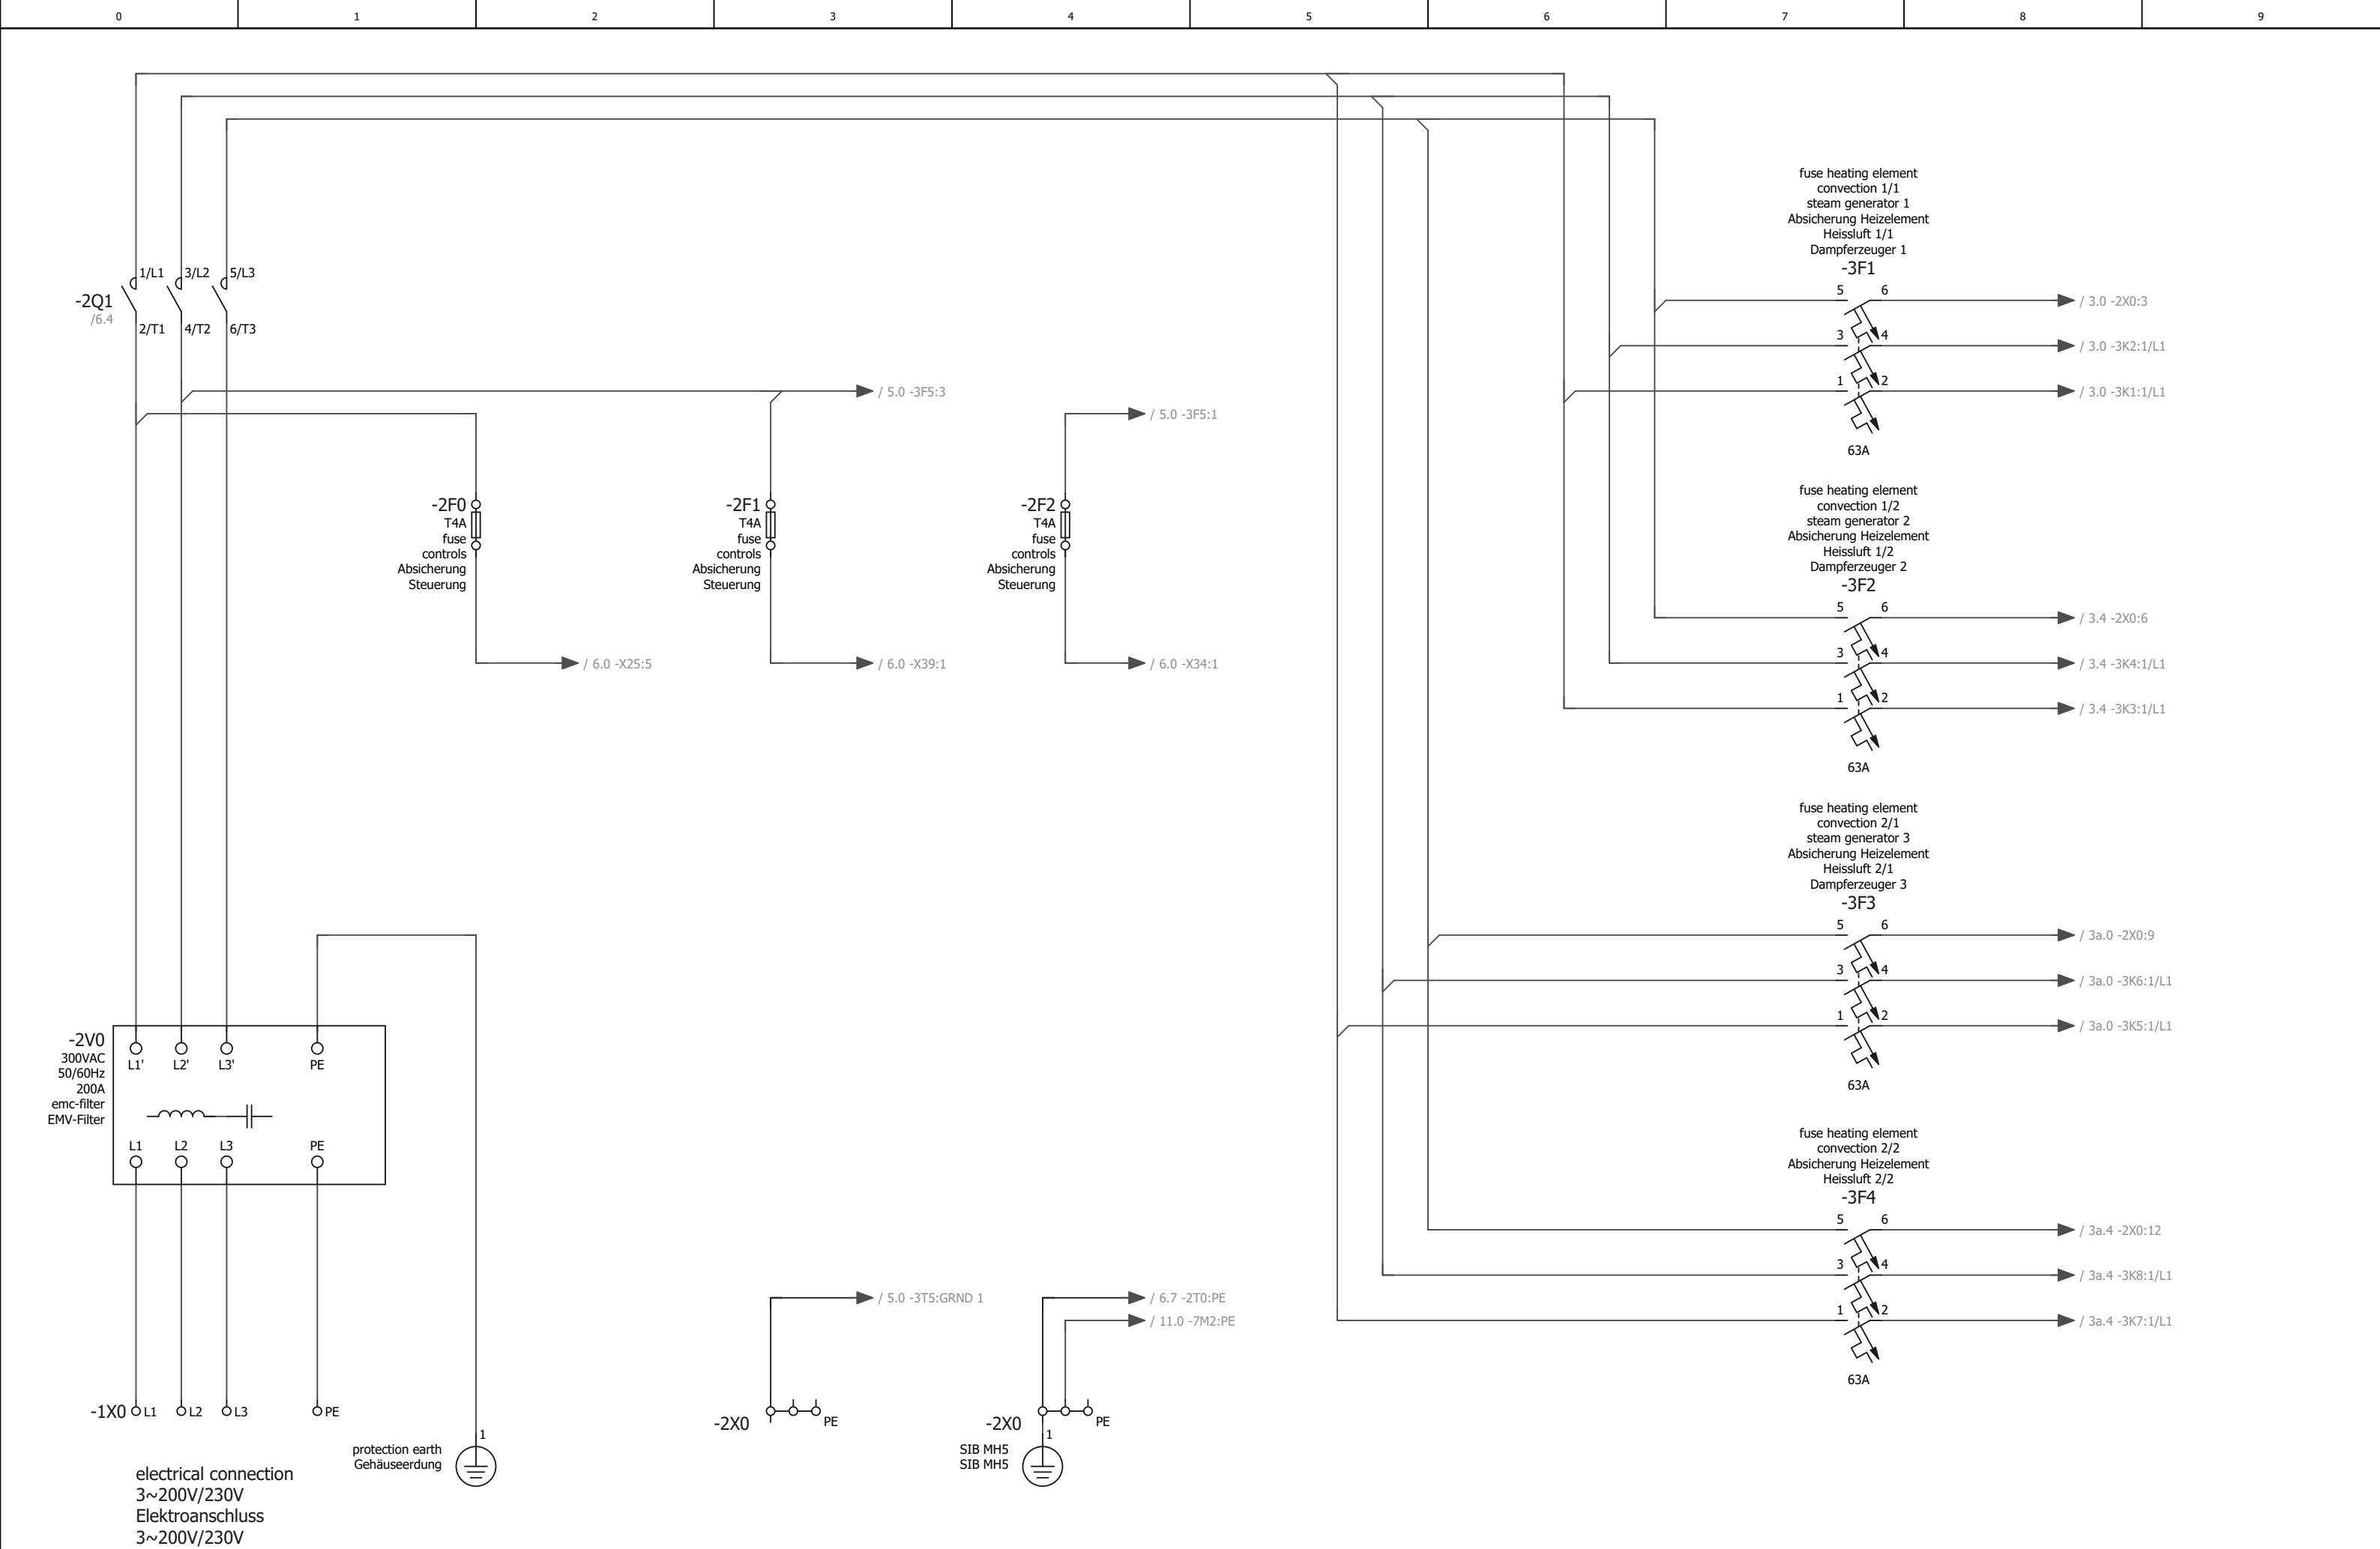 0 1 2 3 4 5 6 7 8 9
-2Q1
/6.4
1/L1 3/L2 5/L3
2/T1 4/T2 6/T3
/ 5.0 -3F5:3
/ 5.0 -3F5:1
-2F0
T4A
fuse
controls
Absicherung
Steuerung
/ 6.0 -X25:5
-2F1
T4A
fuse
controls
Absicherung
Steuerung
/ 6.0 -X39:1
-2F2
T4A
fuse
controls
Absicherung
Steuerung
/ 6.0 -X34:1
fuse heating element
convection 1/1
steam generator 1
Absicherung Heizelement
Heissluft 1/1
Dampferzeuger 1
-3F1
5 6 / 3.0 -2X0:3
3 4 / 3.0 -3K2:1/L1
1 2 / 3.0 -3K1:1/L1
63A
fuse heating element
convection 1/2
steam generator 2
Absicherung Heizelement
Heissluft 1/2
Dampferzeuger 2
-3F2
5 6 / 3.4 -2X0:6
3 4 / 3.4 -3K4:1/L1
1 2 / 3.4 -3K3:1/L1
63A
fuse heating element
convection 2/1
steam generator 3
Absicherung Heizelement
Heissluft 2/1
Dampferzeuger 3
-3F3
5 6 / 3a.0 -2X0:9
3 4 / 3a.0 -3K6:1/L1
1 2 / 3a.0 -3K5:1/L1
63A
fuse heating element
convection 2/2
Absicherung Heizelement
Heissluft 2/2
-3F4
5 6 / 3a.4 -2X0:12
3 4 / 3a.4 -3K8:1/L1
1 2 / 3a.4 -3K7:1/L1
63A
-2V0
300VAC
50/60Hz
200A
emc-filter
EMV-Filter
L1' L2' L3' PE
L1 L2 L3 PE
-1X0 L1 L2 L3 PE
electrical connection
3~200V/230V
Elektroanschluss
3~200V/230V
protection earth
Gehäuseerdung
1
/ 5.0 -3T5:GRND 1
-2X0 PE
/ 6.7 -2T0:PE
/ 11.0 -7M2:PE
-2X0 PE
SIB MH5
SIB MH5
1